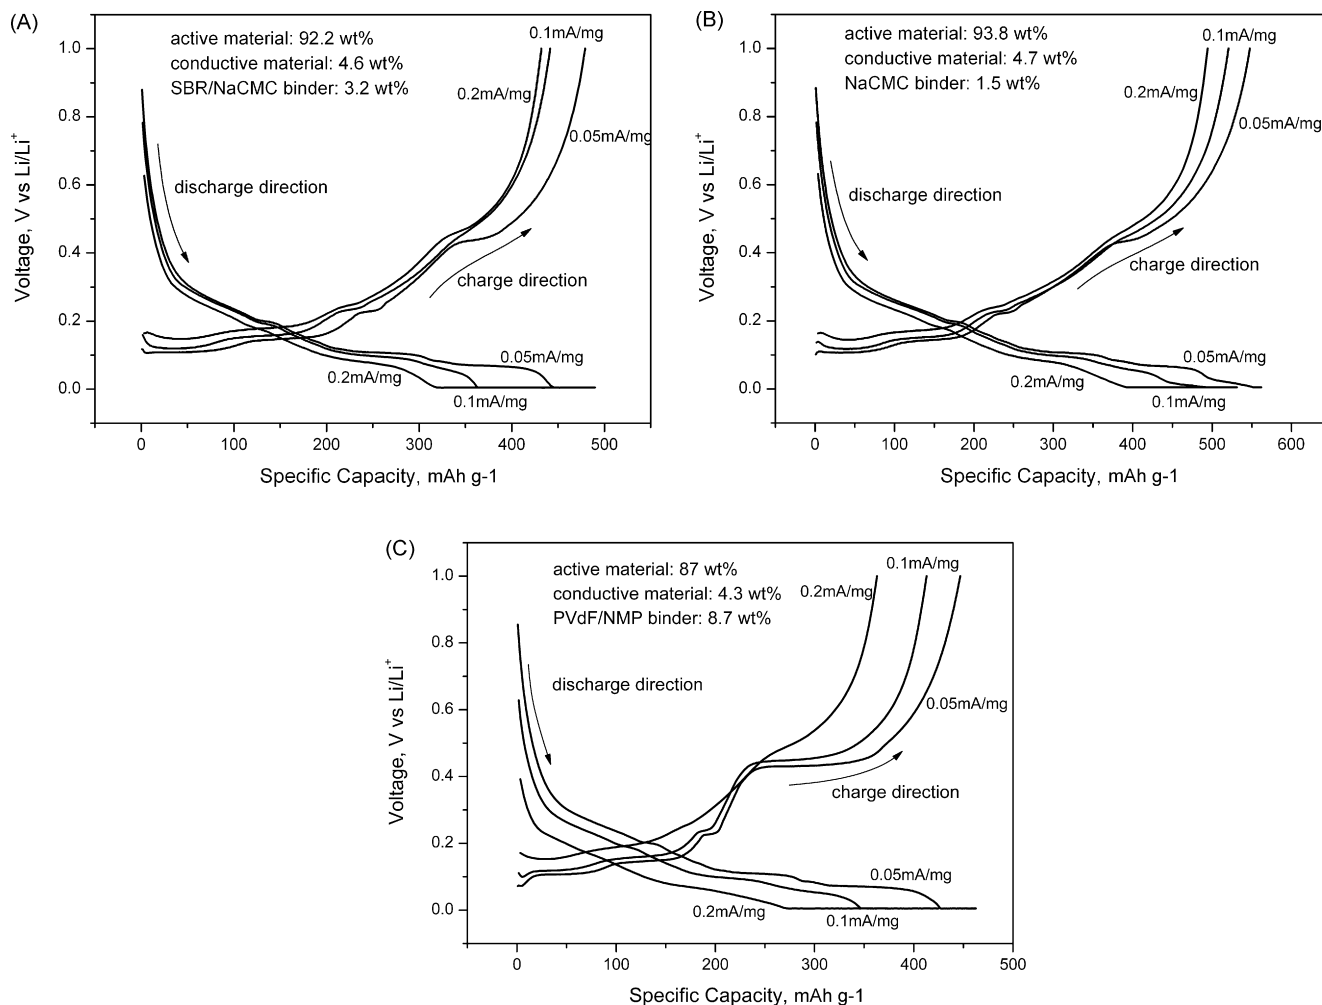 (A)
active material: 92.2 wt%
conductive material: 4.6 wt%
SBR/NaCMC binder: 3.2 wt%
0.1mA/mg
0.2mA/mg
0.05mA/mg
discharge direction
charge direction
0.05mA/mg
0.2mA/mg
0.1mA/mg
1.0
0.8
0.6
0.4
0.2
0.0
Voltage, V vs Li/Li+
0 100 200 300 400 500
Specific Capacity, mAh g-1
(B)
active material: 93.8 wt%
conductive material: 4.7 wt%
NaCMC binder: 1.5 wt%
0.1mA/mg
0.2mA/mg
0.05mA/mg
discharge direction
charge direction
0.05mA/mg
0.2mA/mg
0.1mA/mg
1.0
0.8
0.6
0.4
0.2
0.0
Voltage, V vs Li/Li+
0 100 200 300 400 500 600
Specific Capacity, mAh g-1
(C)
active material: 87 wt%
conductive material: 4.3 wt%
PVdF/NMP binder: 8.7 wt%
0.1mA/mg
0.2mA/mg
0.05mA/mg
discharge direction
charge direction
0.05mA/mg
0.2mA/mg
0.1mA/mg
1.0
0.8
0.6
0.4
0.2
0.0
Voltage, V vs Li/Li+
0 100 200 300 400 500
Specific Capacity, mAh g-1